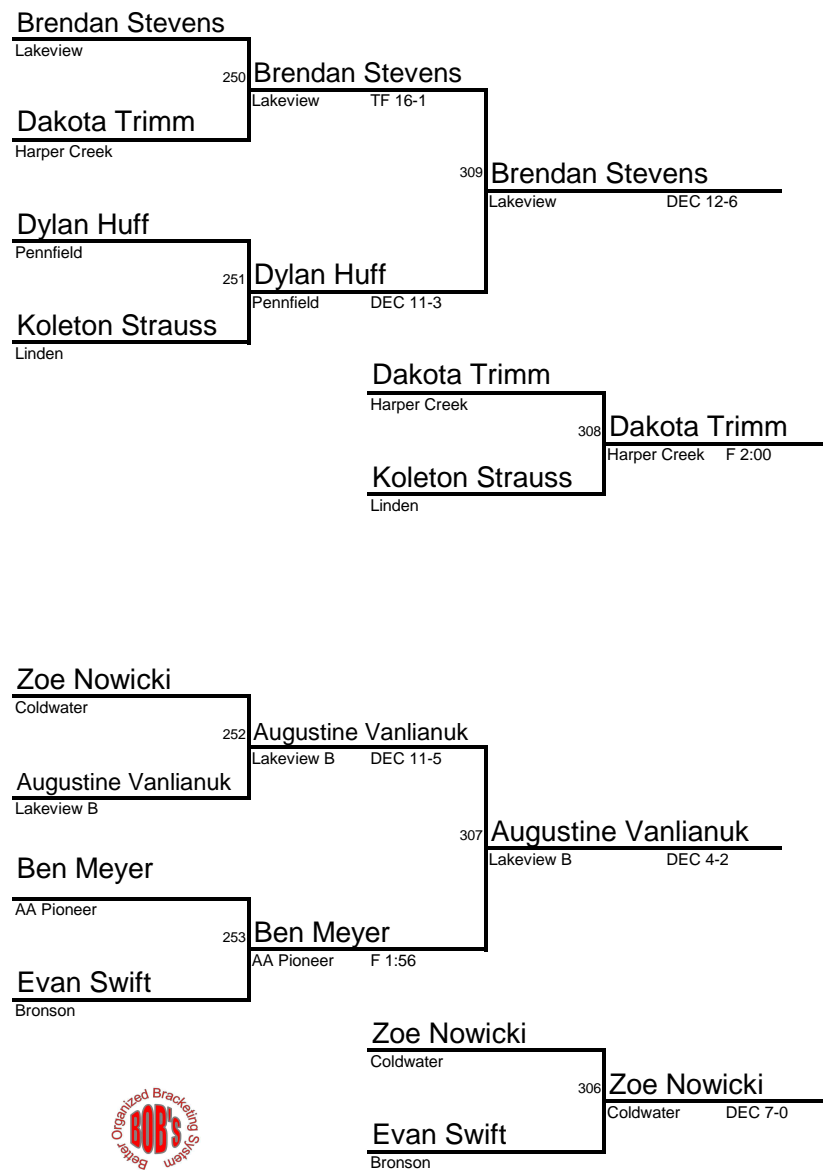 Brendan Stevens
Lakeview
250 Brendan Stevens
Lakeview TF 16-1
Dakota Trimm
Harper Creek
309 Brendan Stevens
Lakeview DEC 12-6
Dylan Huff
Pennfield
251 Dylan Huff
Pennfield DEC 11-3
Koleton Strauss
Linden
Dakota Trimm
Harper Creek
308 Dakota Trimm
Harper Creek F 2:00
Koleton Strauss
Linden
Zoe Nowicki
Coldwater
252 Augustine Vanlianuk
Lakeview B DEC 11-5
Augustine Vanlianuk
Lakeview B
307 Augustine Vanlianuk
Lakeview B DEC 4-2
Ben Meyer
AA Pioneer
253 Ben Meyer
AA Pioneer F 1:56
Evan Swift
Bronson
Zoe Nowicki
Coldwater
306 Zoe Nowicki
Coldwater DEC 7-0
Evan Swift
Bronson
Better Organized Bracketing System
BOB'S